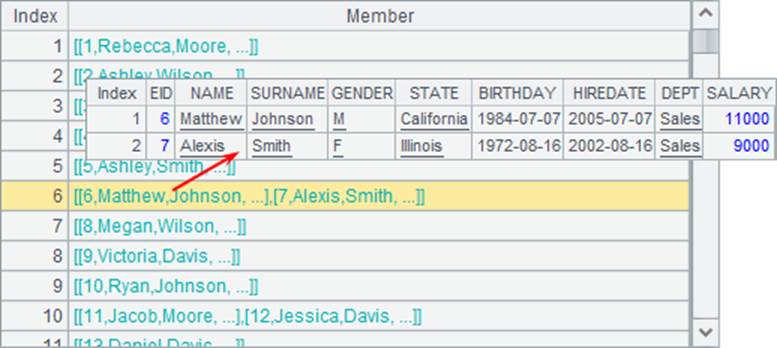 Index Member
1 [[1,Rebecca,Moore, ...]]
2 [[2,Ashley,Wilson, ...]]
Index EID NAME SURNAME GENDER STATE BIRTHDAY HIREDATE DEPT SALARY
3 [[
1 6 Matthew Johnson M California 1984-07-07 2005-07-07 Sales 11000
4 [[
2 7 Alexis Smith F Illinois 1972-08-16 2002-08-16 Sales 9000
5 [[5,Ashley,Smith, ...]]
6 [[6,Matthew,Johnson, ...],[7,Alexis,Smith, ...]]
7 [[8,Megan,Wilson, ...]]
8 [[9,Victoria,Davis, ...]]
9 [[10,Ryan,Johnson, ...]]
10 [[11,Jacob,Moore, ...],[12,Jessica,Davis, ...]]
11 [[13,Daniel,Davis, ...]]